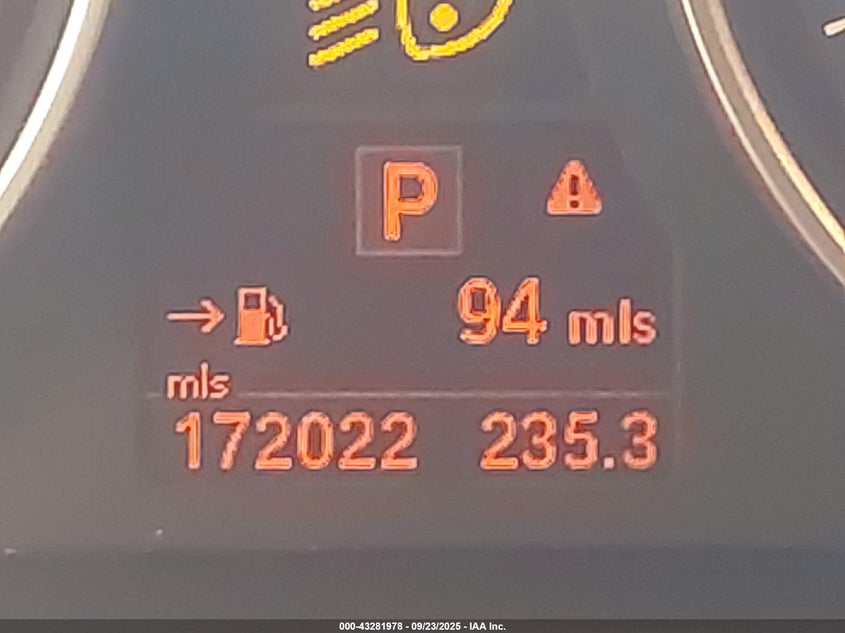 P
94 mls
mls
172022 235.3
000-43281978 - 09/23/2025 - IAA Inc.